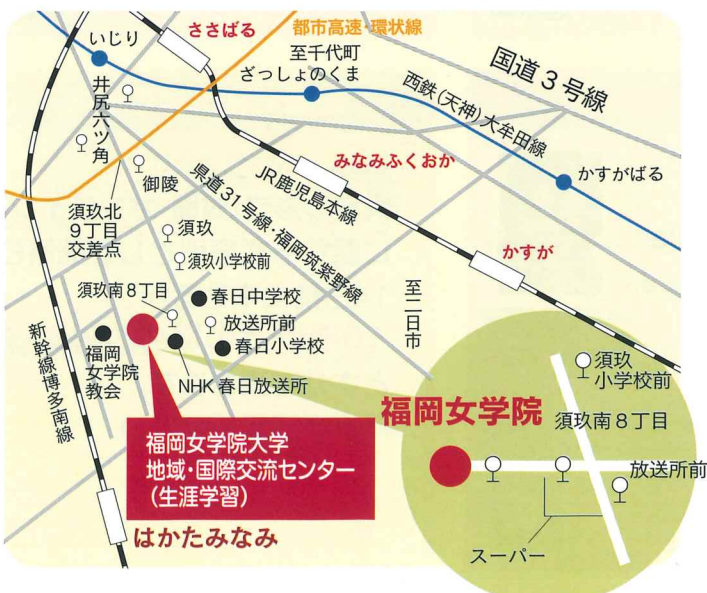 ささばる
都市高速・環状線
いじり
至千代町
ざっしょのくま
国道3号線
西鉄(天神)大牟田線
井尻六ツ角
みなみふくおか
かすがばる
JR鹿児島本線
御陵
県道31号線・福岡筑紫野線
須玖北
9丁目
交差点
須玖
須玖小学校前
かすが
至二日市
須玖南8丁目
春日中学校
放送所前
春日小学校
新幹線博多南線
福岡
女学院
教会
NHK 春日放送所
福岡女学院大学
地域・国際交流センター
(生涯学習)
はかたみなみ
福岡女学院
須玖
小学校前
須玖南8丁目
放送所前
スーパー